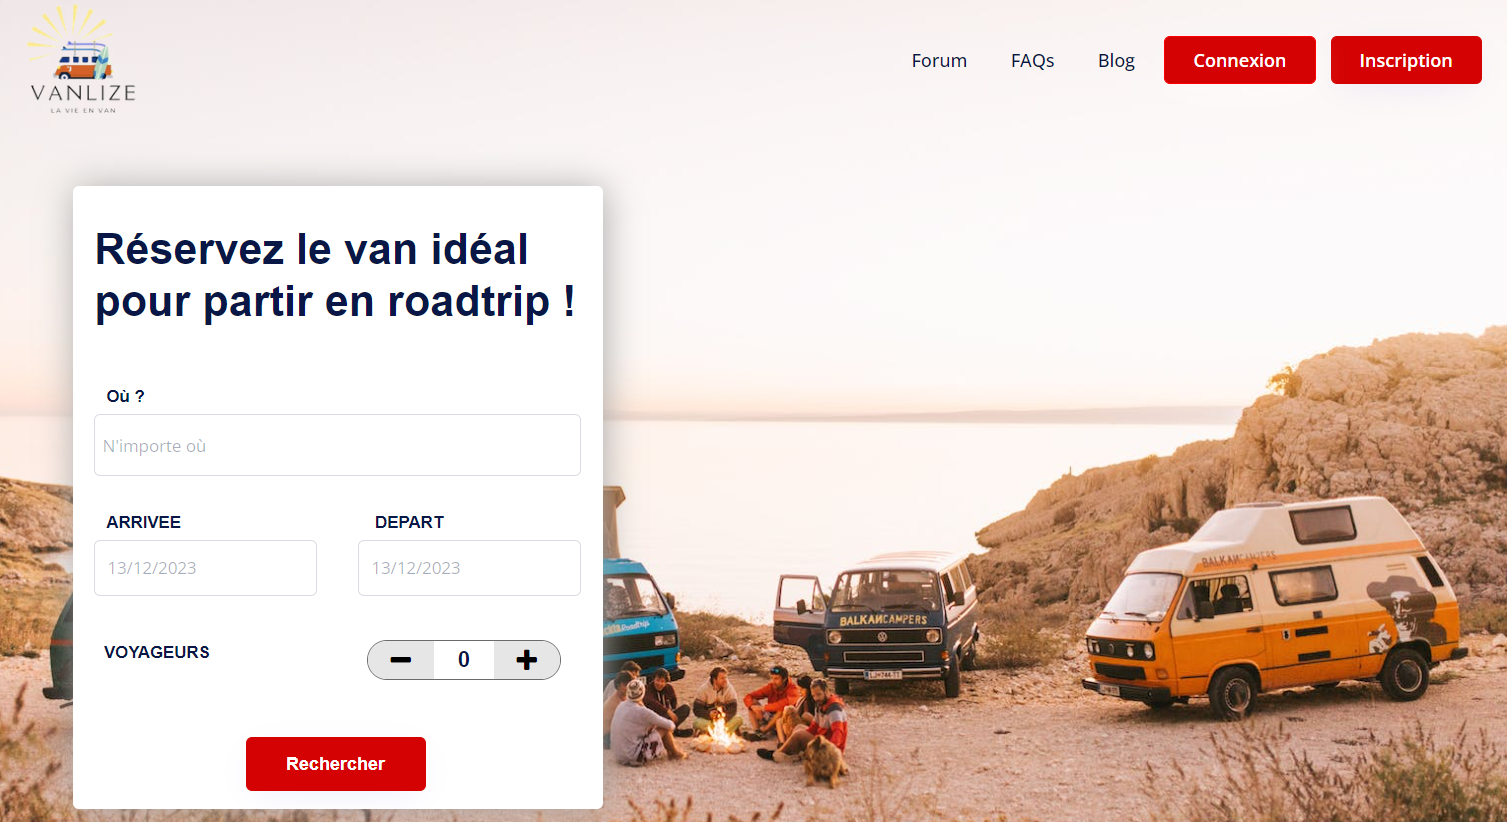 VANLIZE
LA VIE EN VAN
Forum
FAQs
Blog
Connexion
Inscription
Réservez le van idéal
pour partir en roadtrip !
Où ?
N'importe où
ARRIVEE
DEPART
13/12/2023
13/12/2023
VOYAGEURS
0
Rechercher
BALKANCAMPERS
BALKANCAMPERS
Roadtrip